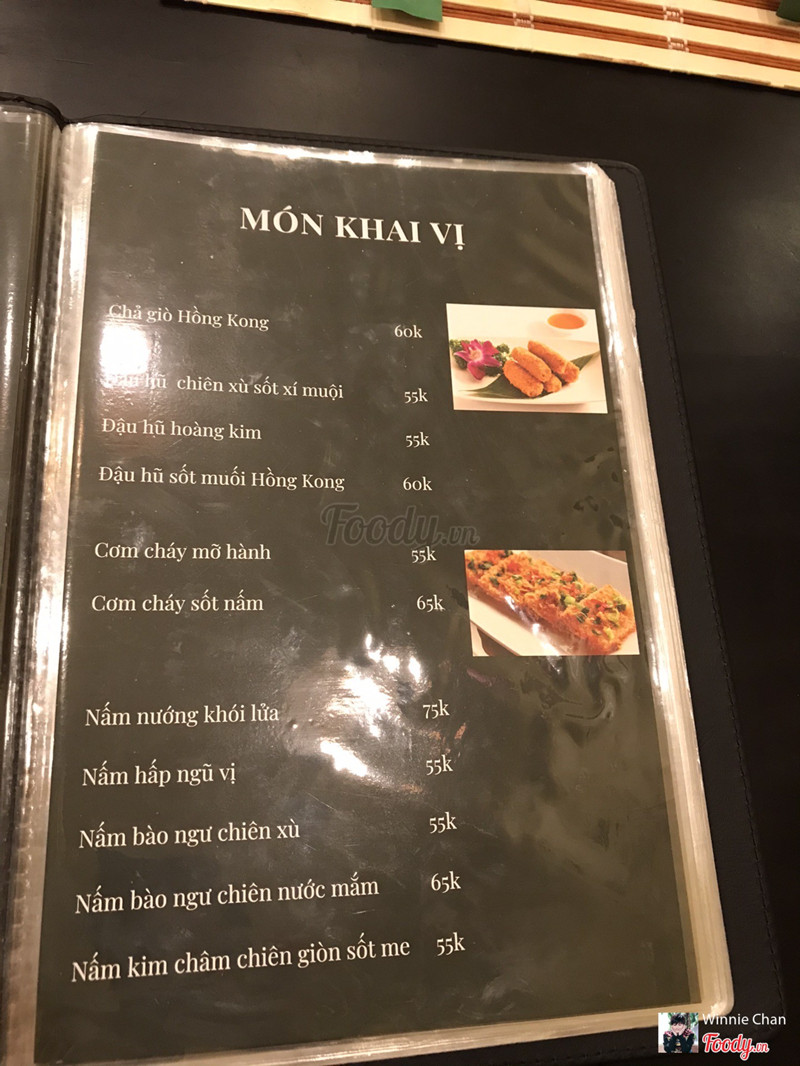 MÓN KHAI VỊ
Chả giò Hồng Kong 60k
hũ chiên xù sốt xí muội 55k
Đậu hũ hoàng kim 55k
Đậu hũ sốt muối Hồng Kong 60k
Foody.vn
Cơm cháy mỡ hành 55k
Cơm cháy sốt nấm 65k
Nấm nướng khói lửa 75k
Nấm hấp ngũ vị 55k
Nấm bào ngư chiên xù 55k
Nấm bào ngư chiên nước mắm 65k
Nấm kim châm chiên giòn sốt me 55k
Winnie Chan
Foody.vn